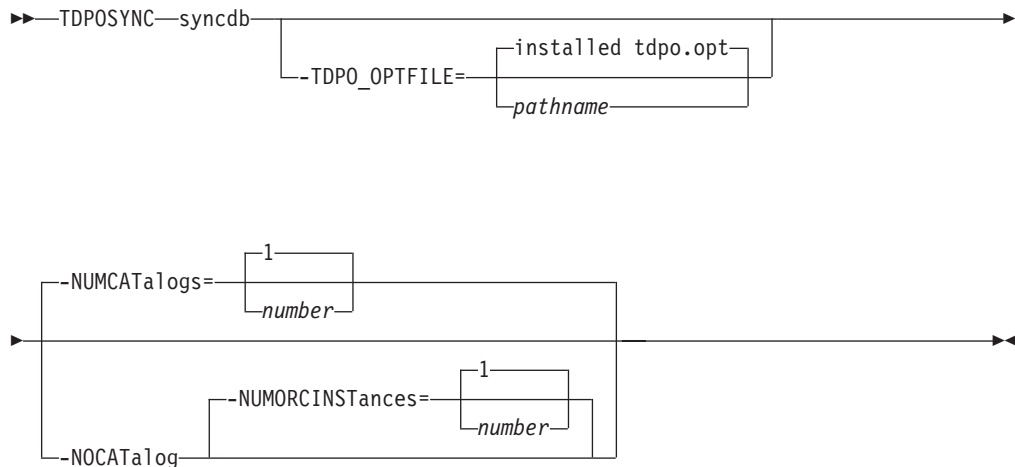 TDPOSYNC syncdb
installed tdpo.opt
-TDPO_OPTFILE=
pathname
1
-NUMCATalogs=
number
1
-NUMORCINSTances=
number
-NOCATalog